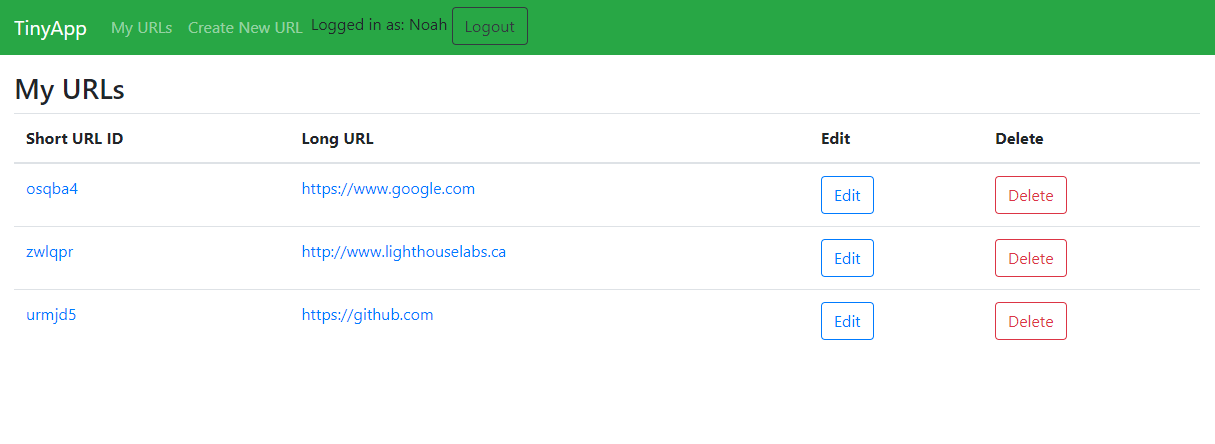 TinyApp My URLs Create New URL Logged in as: Noah Logout
My URLs
Short URL ID Long URL Edit Delete
osqba4 https://www.google.com Edit Delete
zwlqpr http://www.lighthouselabs.ca Edit Delete
urmjd5 https://github.com Edit Delete